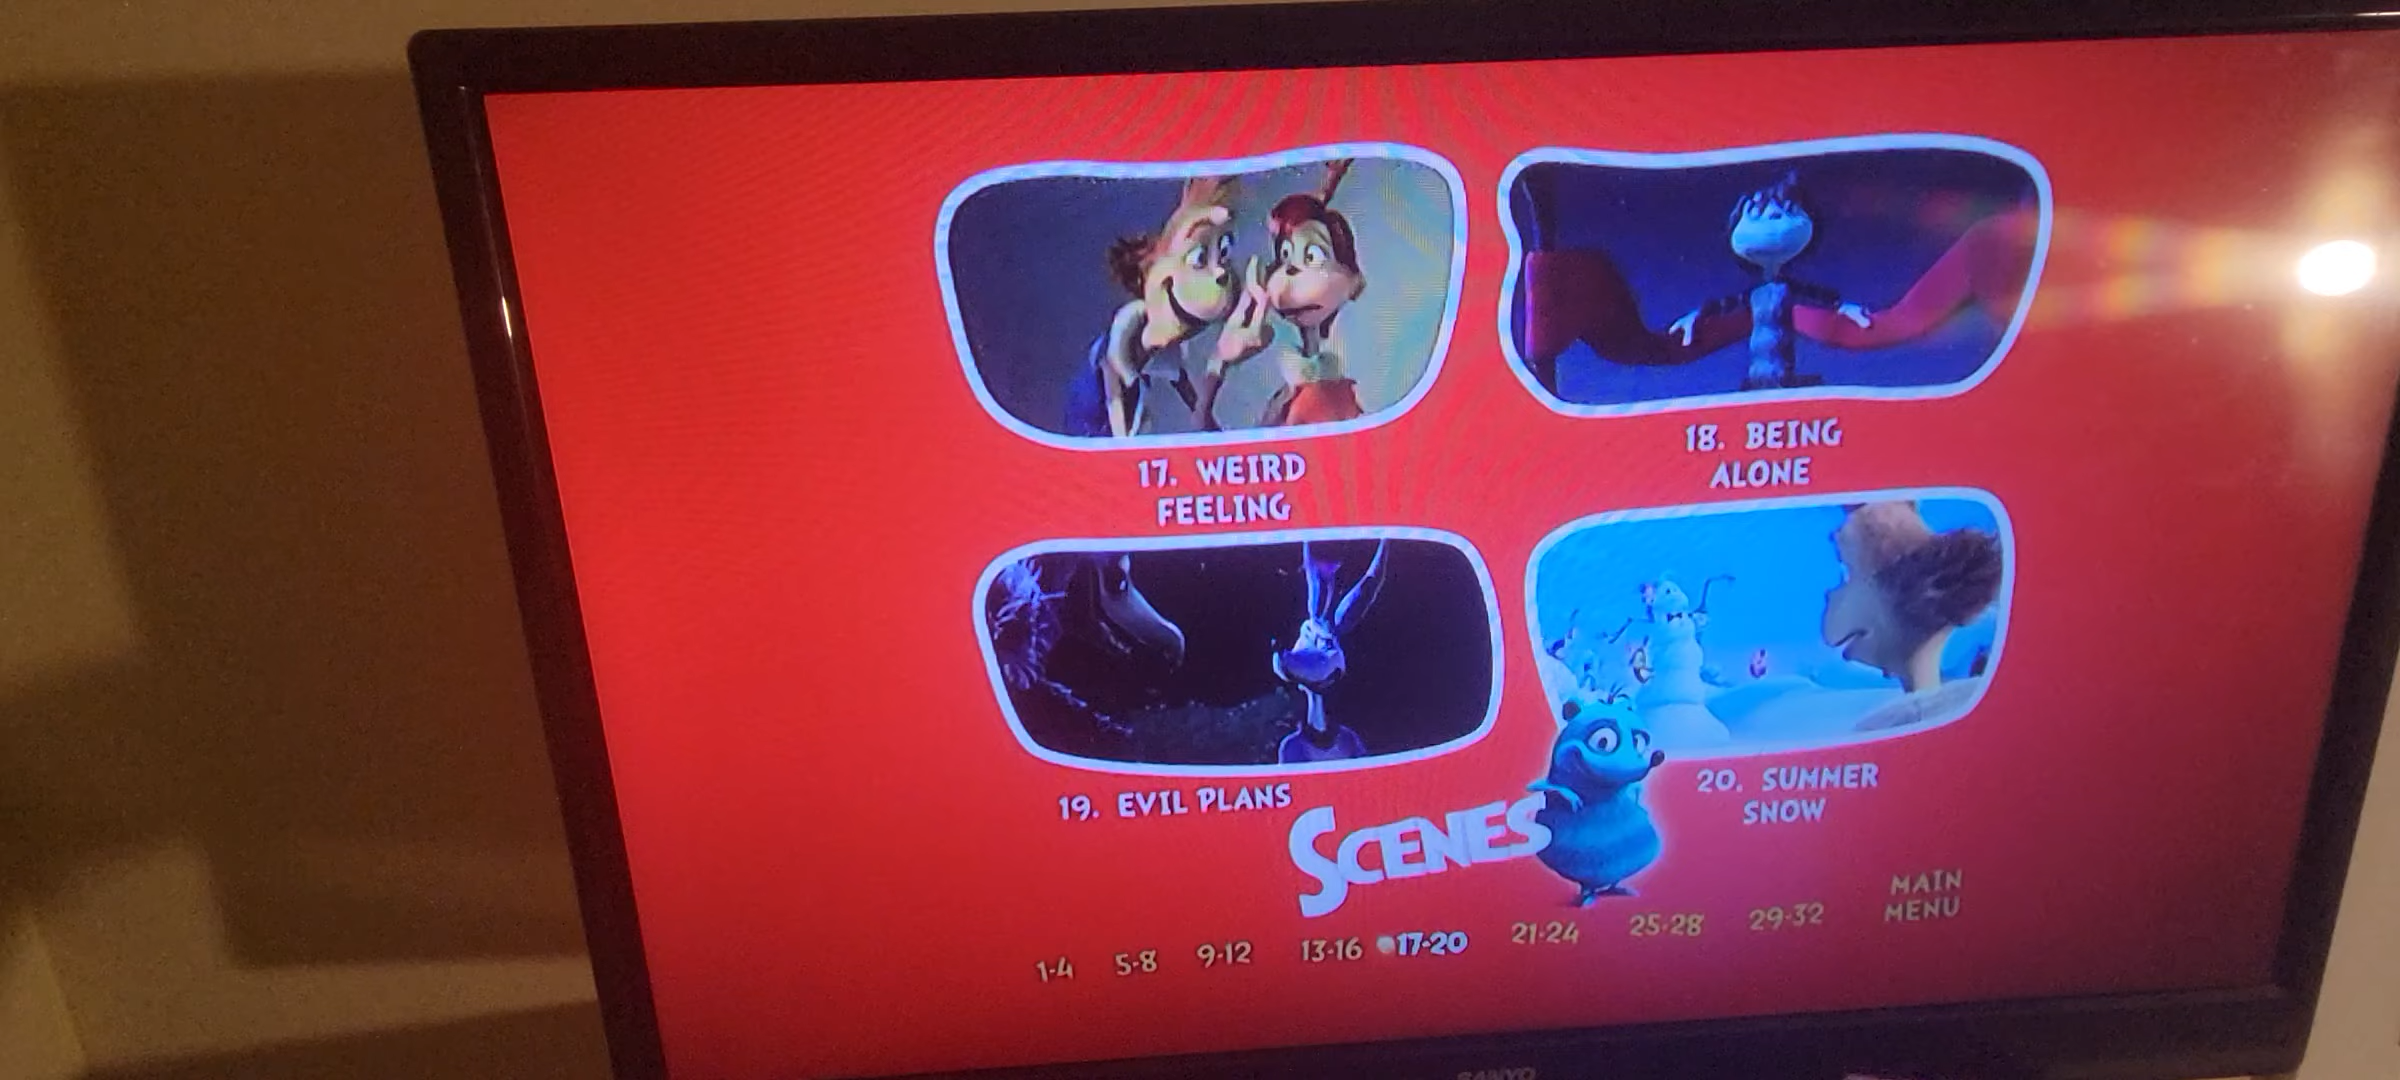 17. WEIRD
FEELING
18. BEING
ALONE
19. EVIL PLANS
20. SUMMER
SNOW
SCENES
1-4 5-8 9-12 13-16 17-20 21-24 25-28 29-32
MAIN
MENU
SANYO